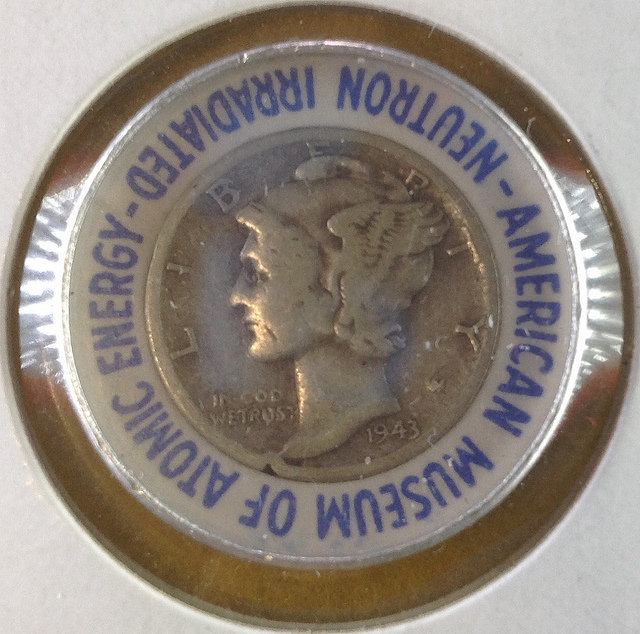 AMERICAN MUSEUM OF ATOMIC ENERGY - NEUTRON IRRADIATED -
LIBERTY
IN GOD
WE TRUST
1943